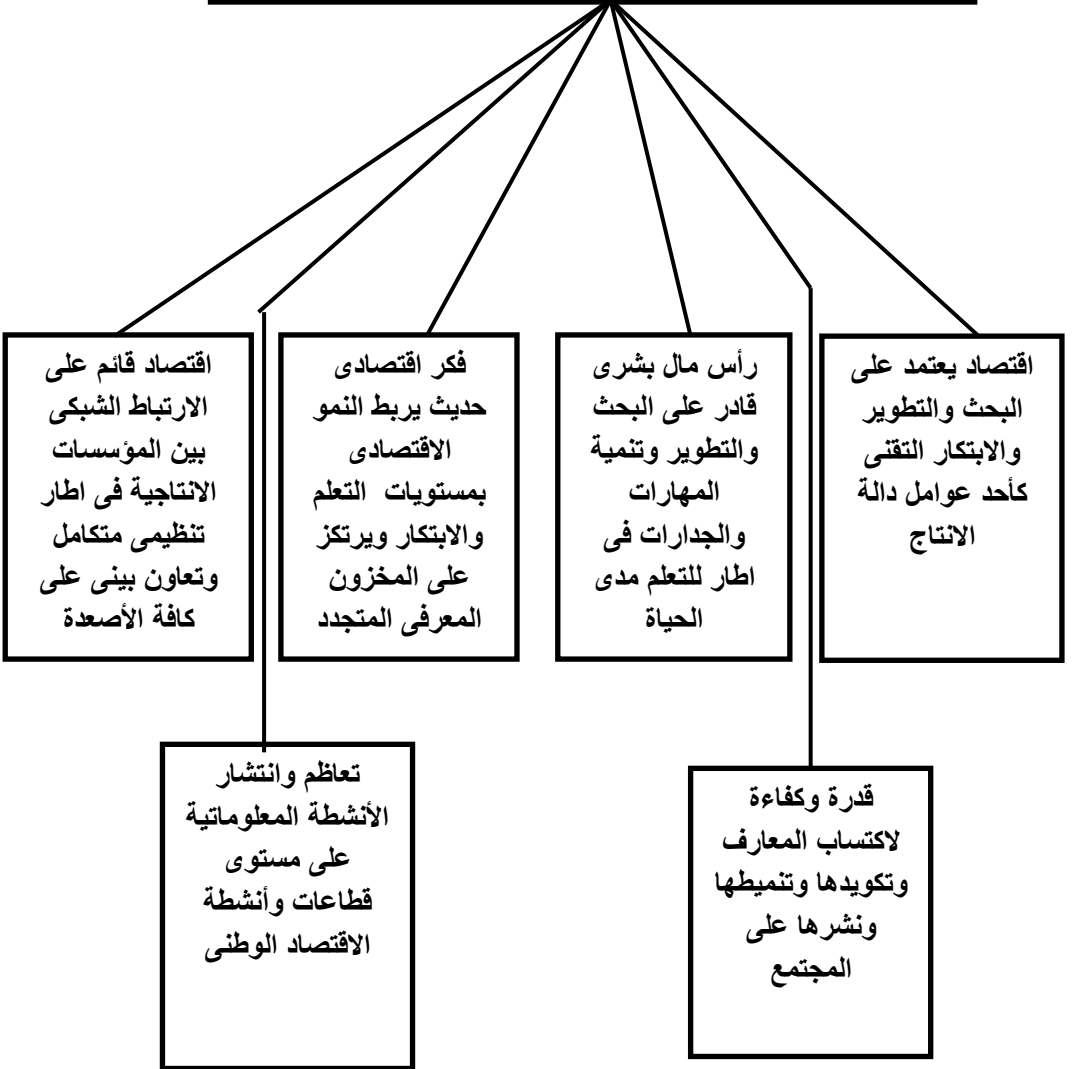 اقتصاد يعتمد على
البحث والتطوير
والابتكار التقنى
كأحد عوامل دالة
الانتاج
رأس مال بشرى
قادر على البحث
والتطوير وتنمية
المهارات
والجدارات فى
اطار للتعلم مدى
الحياة
فكر اقتصادى
حديث يربط النمو
الاقتصادى
بمستويات التعلم
والابتكار ويرتكز
على المخزون
المعرفى المتجدد
اقتصاد قائم على
الارتباط الشبكى
بين المؤسسات
الانتاجية فى اطار
تنظيمى متكامل
وتعاون بينى على
كافة الأصعدة
قدرة وكفاءة
لاكتساب المعارف
وتكويدها وتنميطها
ونشرها على
المجتمع
تعاظم وانتشار
الأنشطة المعلوماتية
على مستوى
قطاعات وأنشطة
الاقتصاد الوطنى